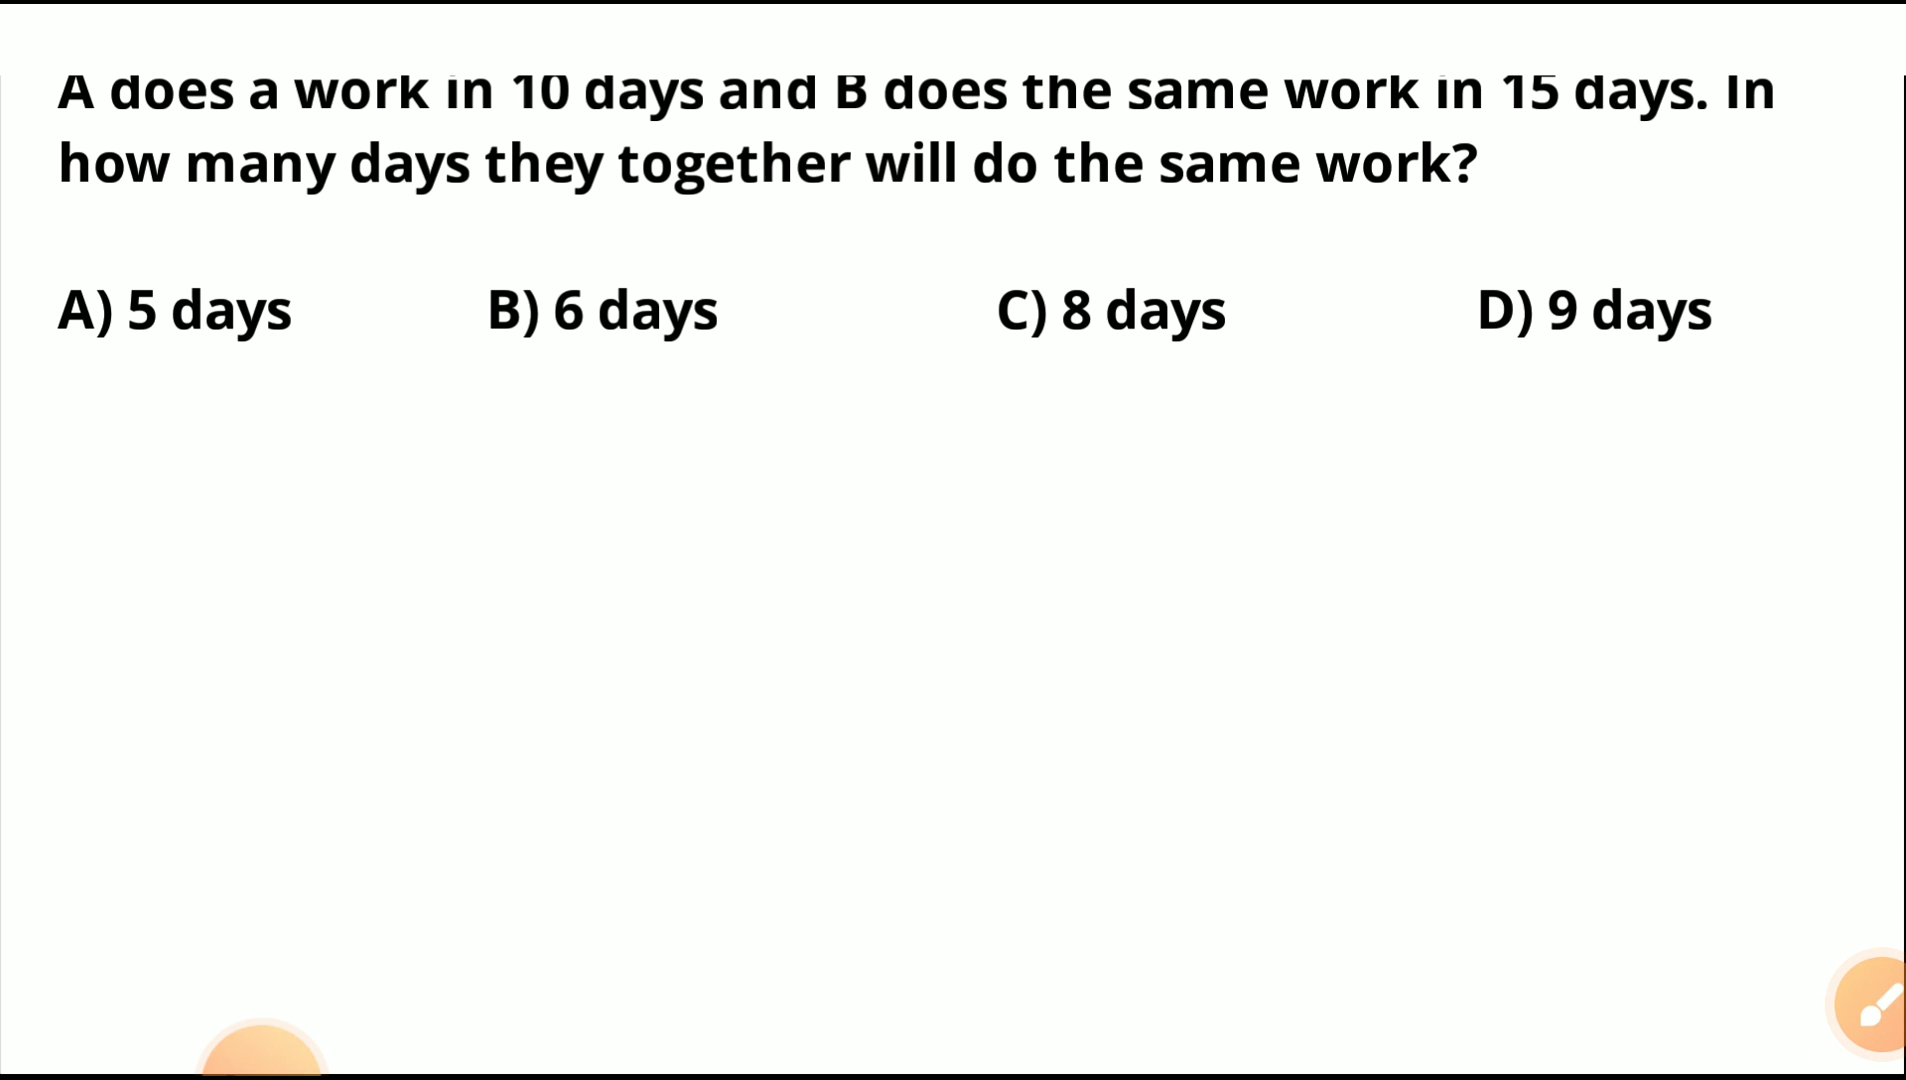 A does a work in 10 days and B does the same work in 15 days. In
how many days they together will do the same work?
A) 5 days B) 6 days C) 8 days D) 9 days